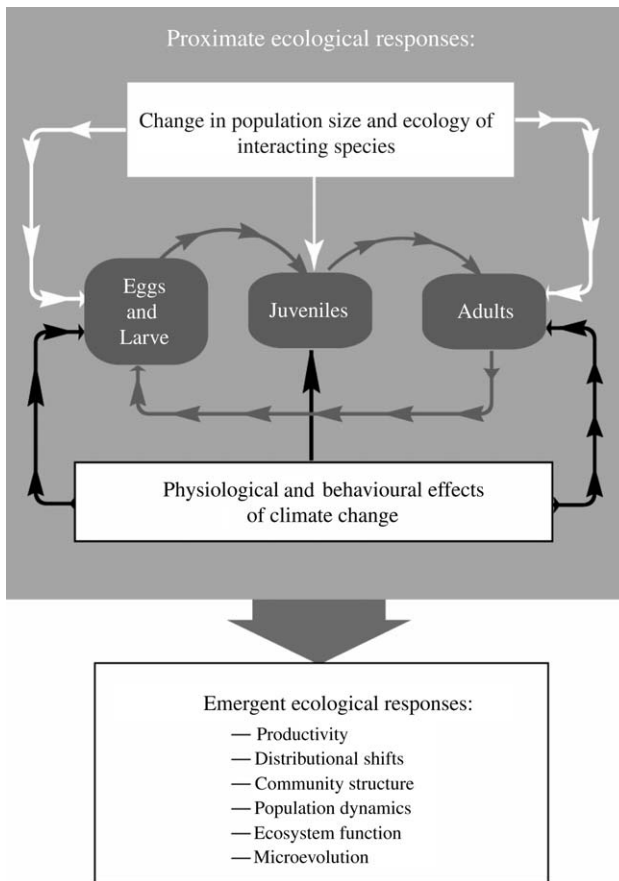 Proximate ecological responses:
Change in population size and ecology of
interacting species
Eggs
and
Larve
Juveniles
Adults
Physiological and behavioural effects
of climate change
Emergent ecological responses:
— Productivity
— Distributional shifts
— Community structure
— Population dynamics
— Ecosystem function
— Microevolution